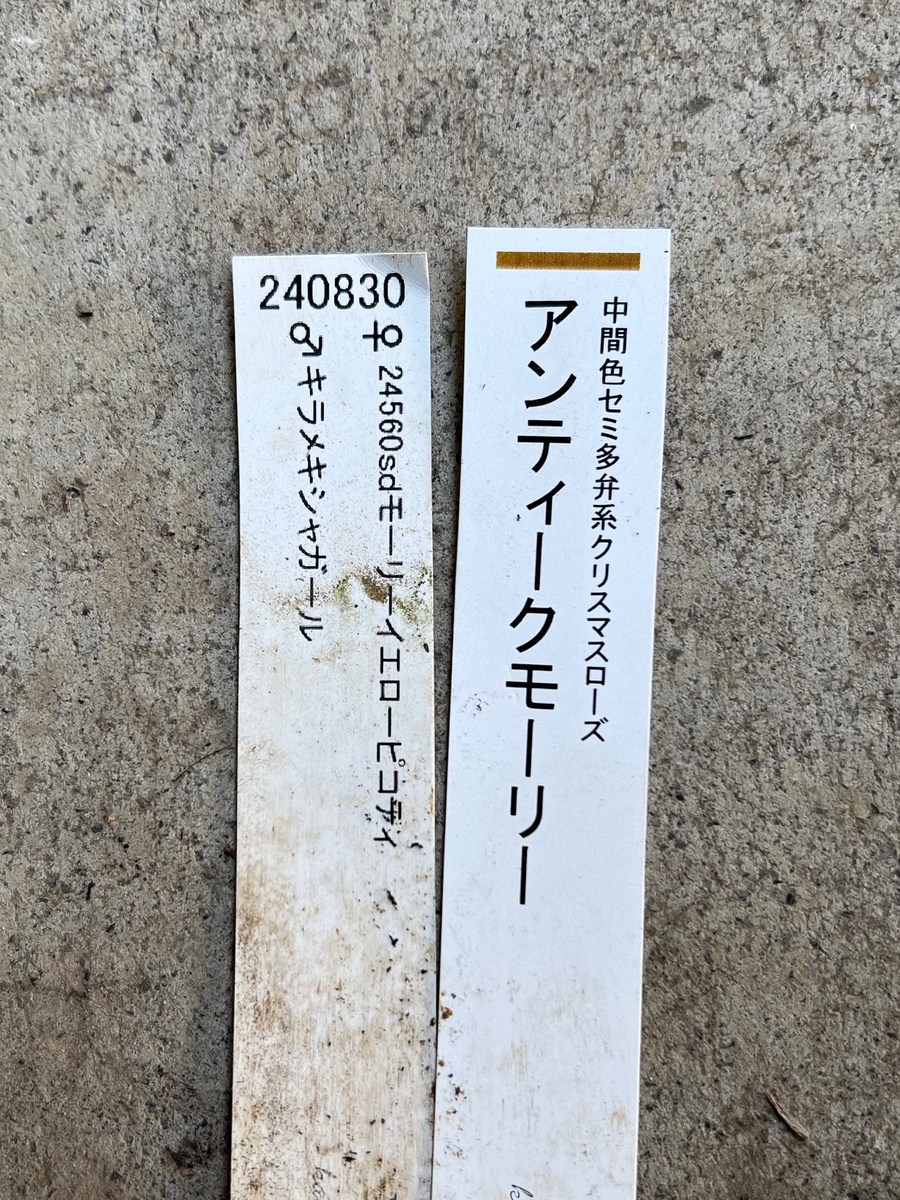 240830
♀24560sdモーリーイエローピコティ
♂キラメキシャガール
中間色セミ多弁系クリスマスローズ
アンティークモーリー